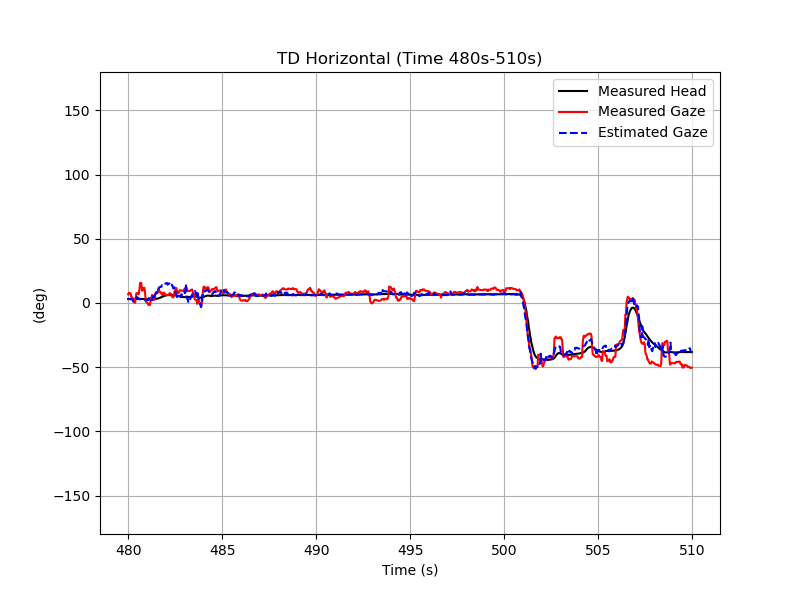 TD Horizontal (Time 480s-510s)
Measured Head
Measured Gaze
Estimated Gaze
150
100
50
0
−50
−100
−150
(deg)
480 485 490 495 500 505 510
Time (s)